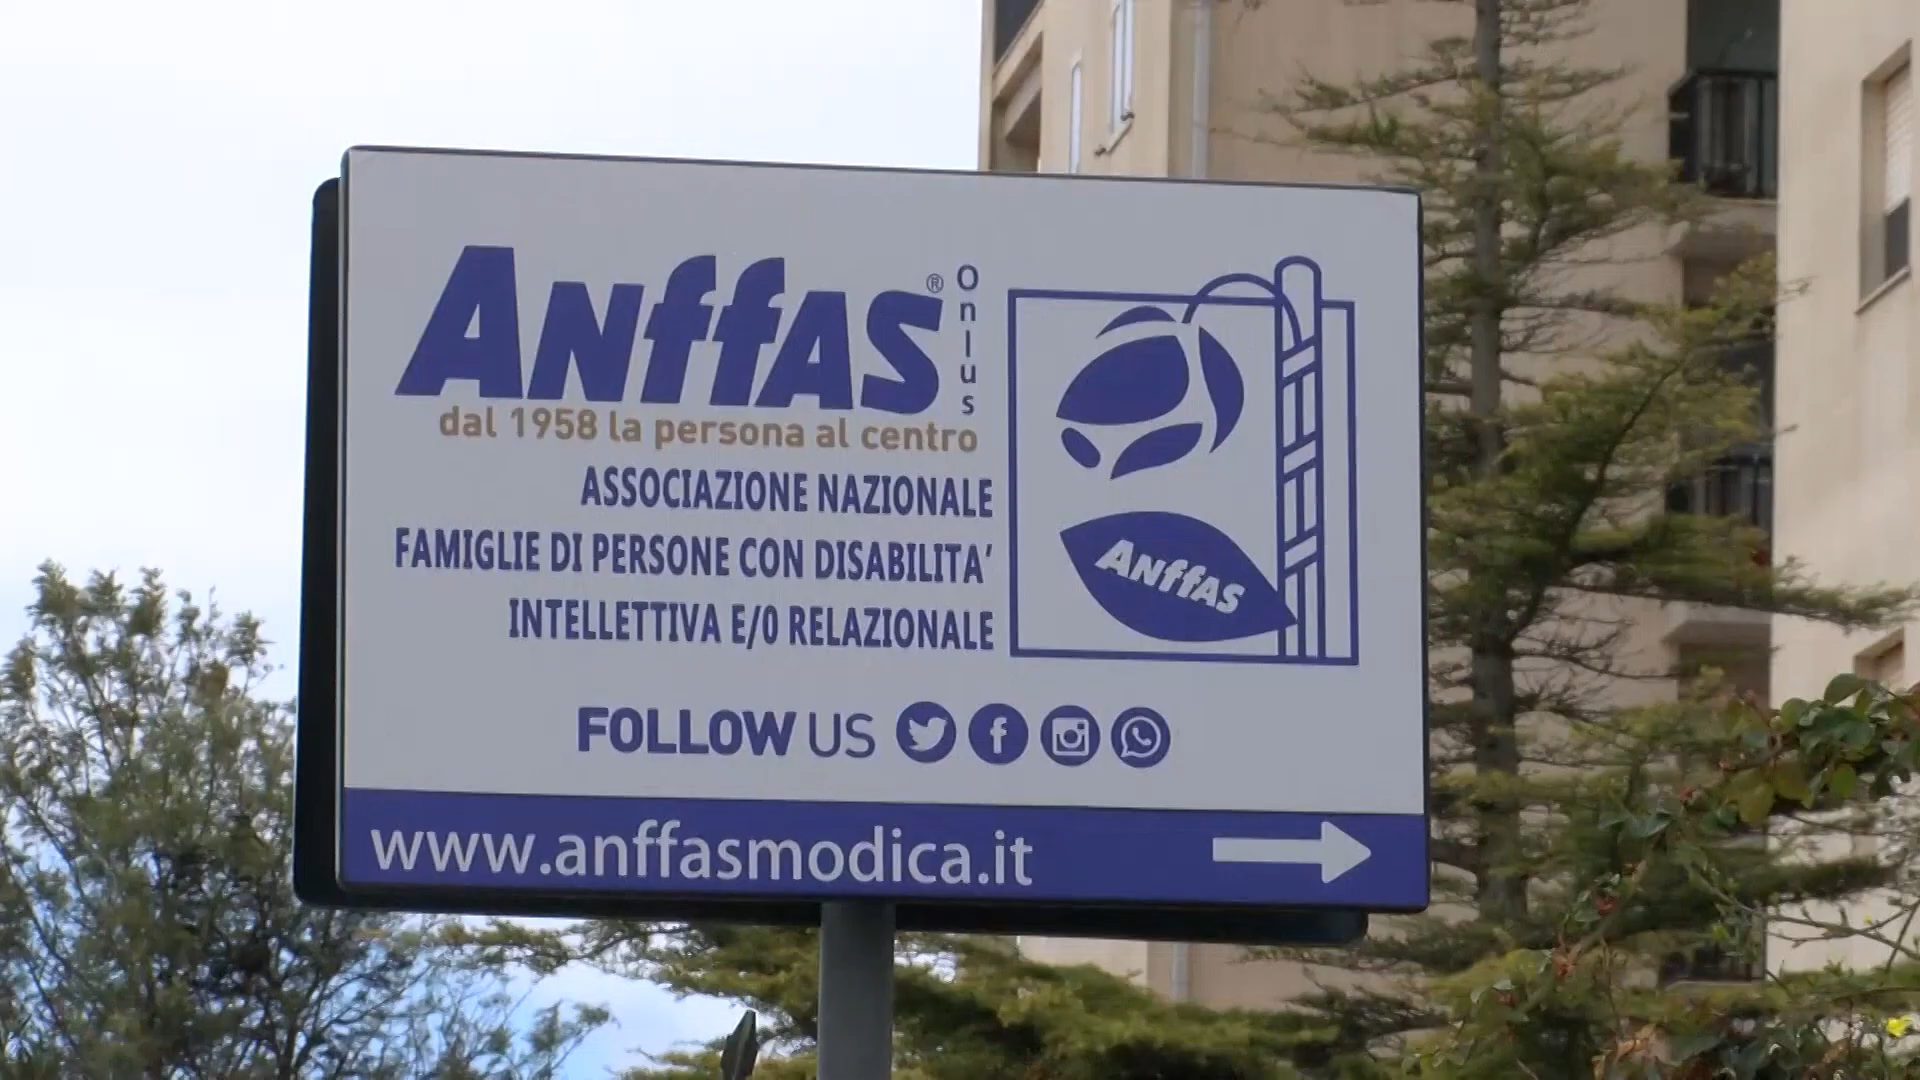 Anffas® Onlus
dal 1958 la persona al centro
ASSOCIAZIONE NAZIONALE
FAMIGLIE DI PERSONE CON DISABILITA'
INTELLETTIVA E/O RELAZIONALE
Anffas
FOLLOW US
www.anffasmodica.it